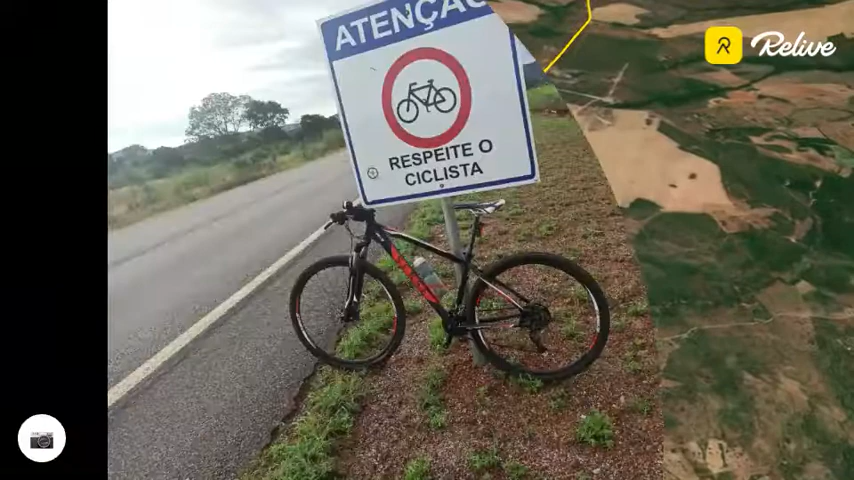 ATENÇÃO
Relive
RESPEITE O
CICLISTA